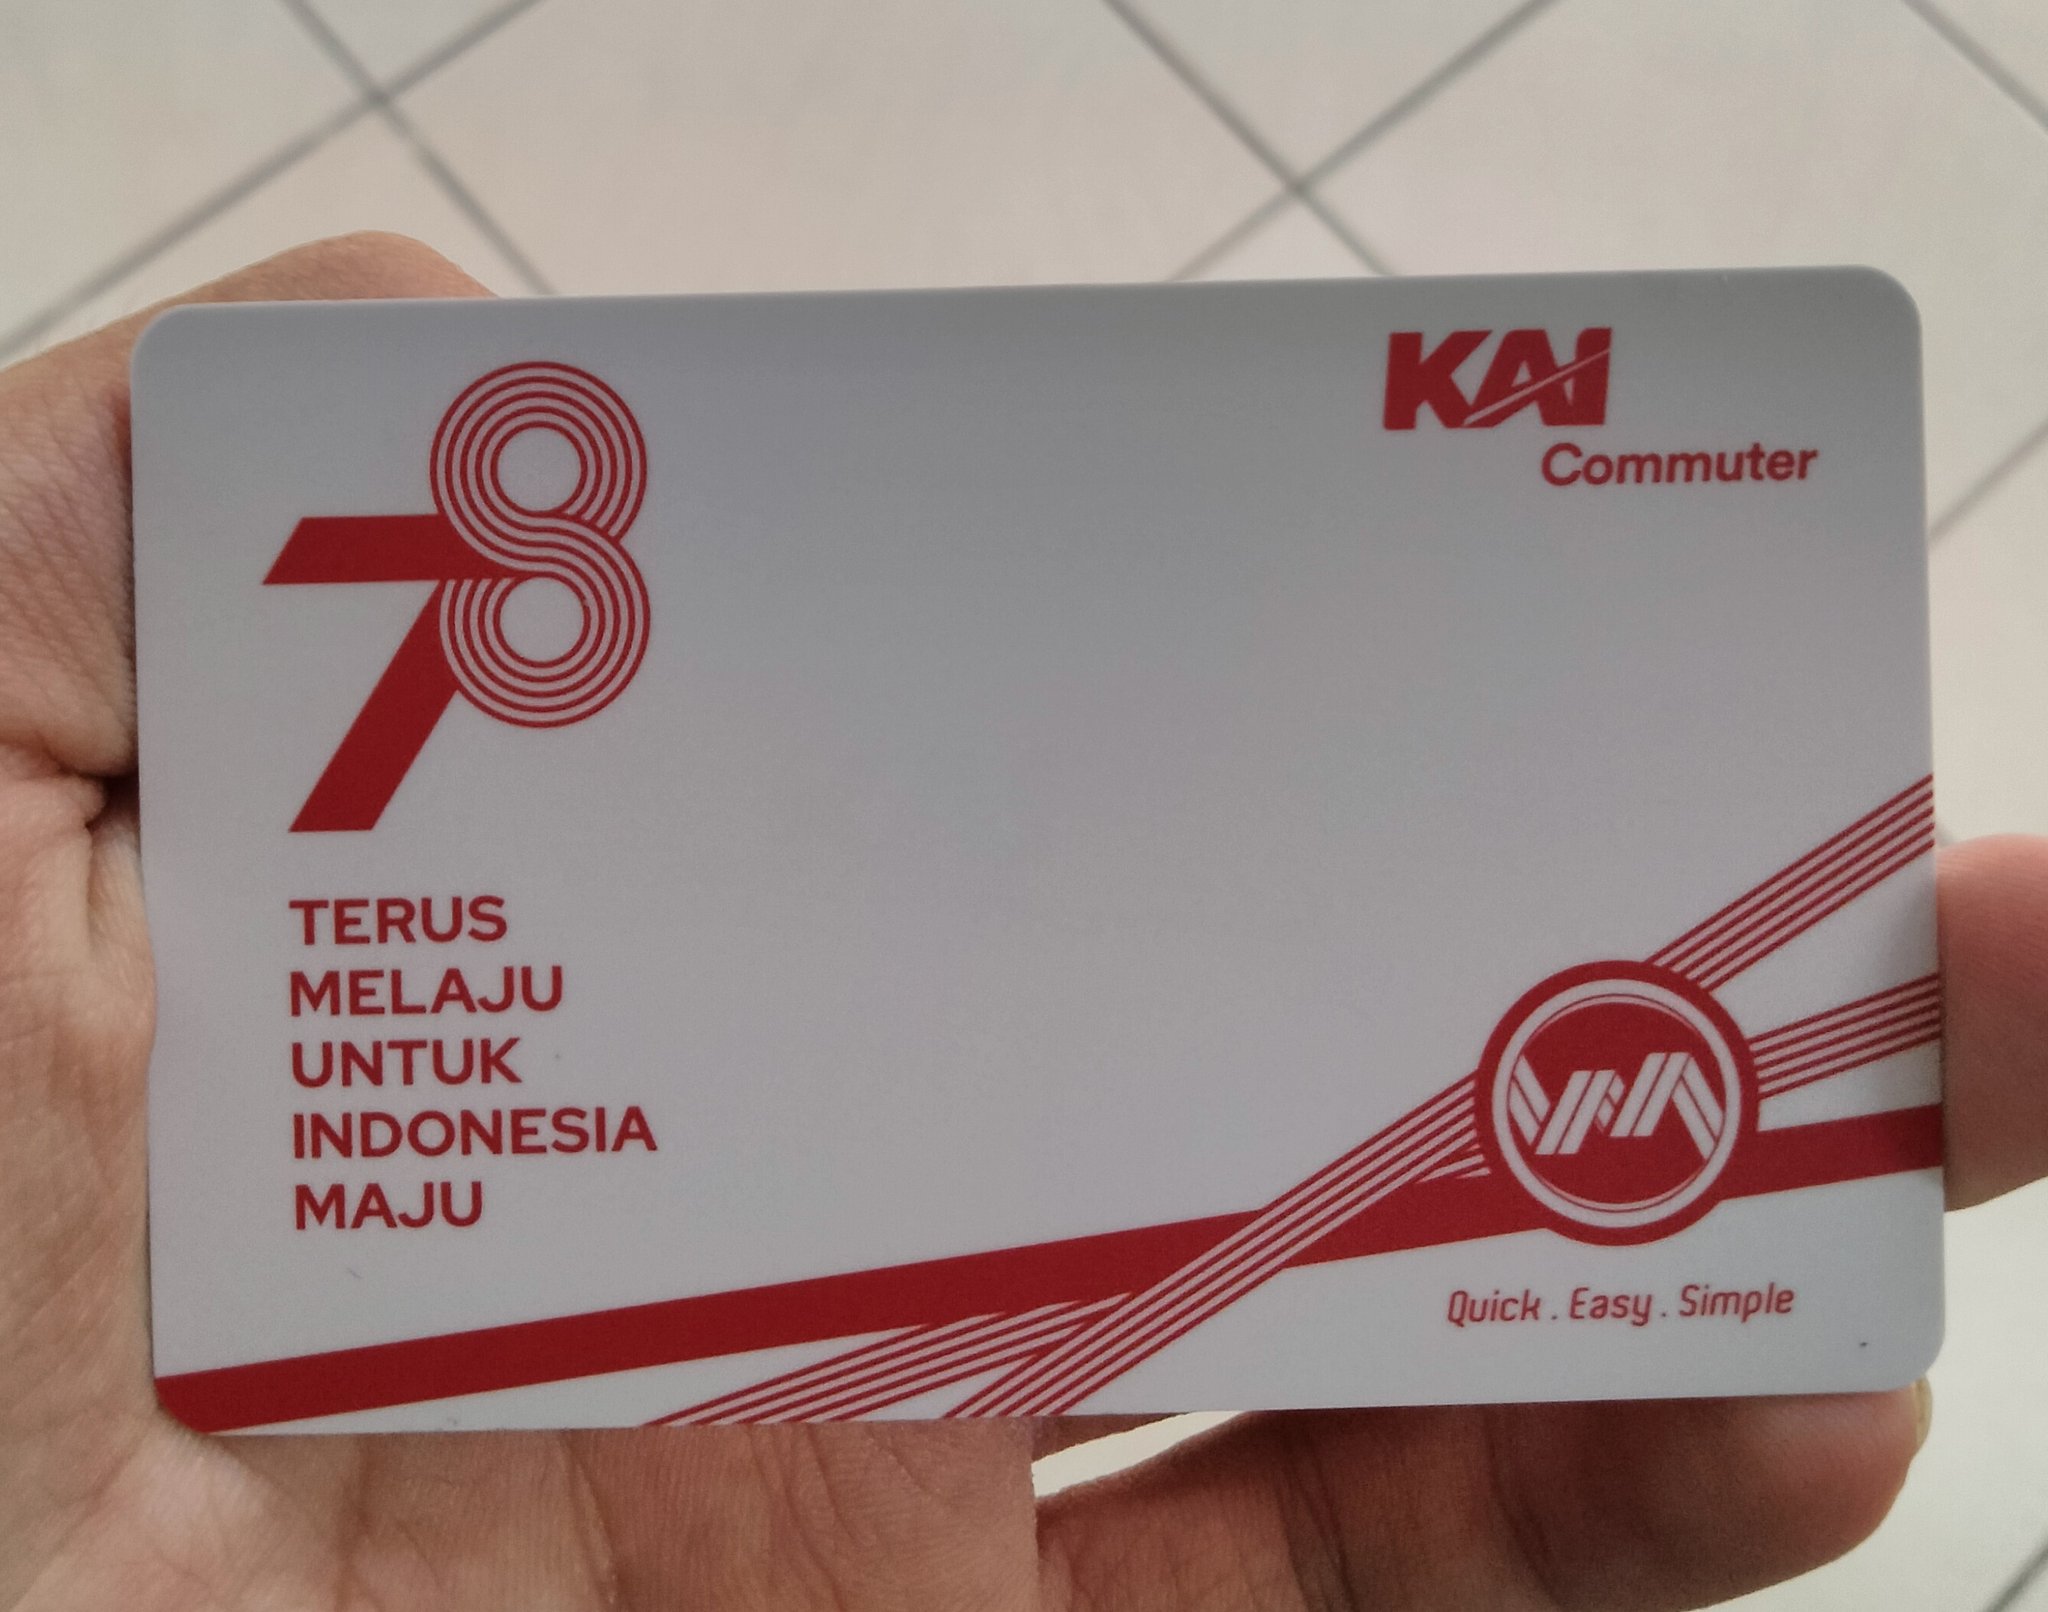 78
TERUS
MELAJU
UNTUK
INDONESIA
MAJU
KAI
Commuter
Quick . Easy . Simple